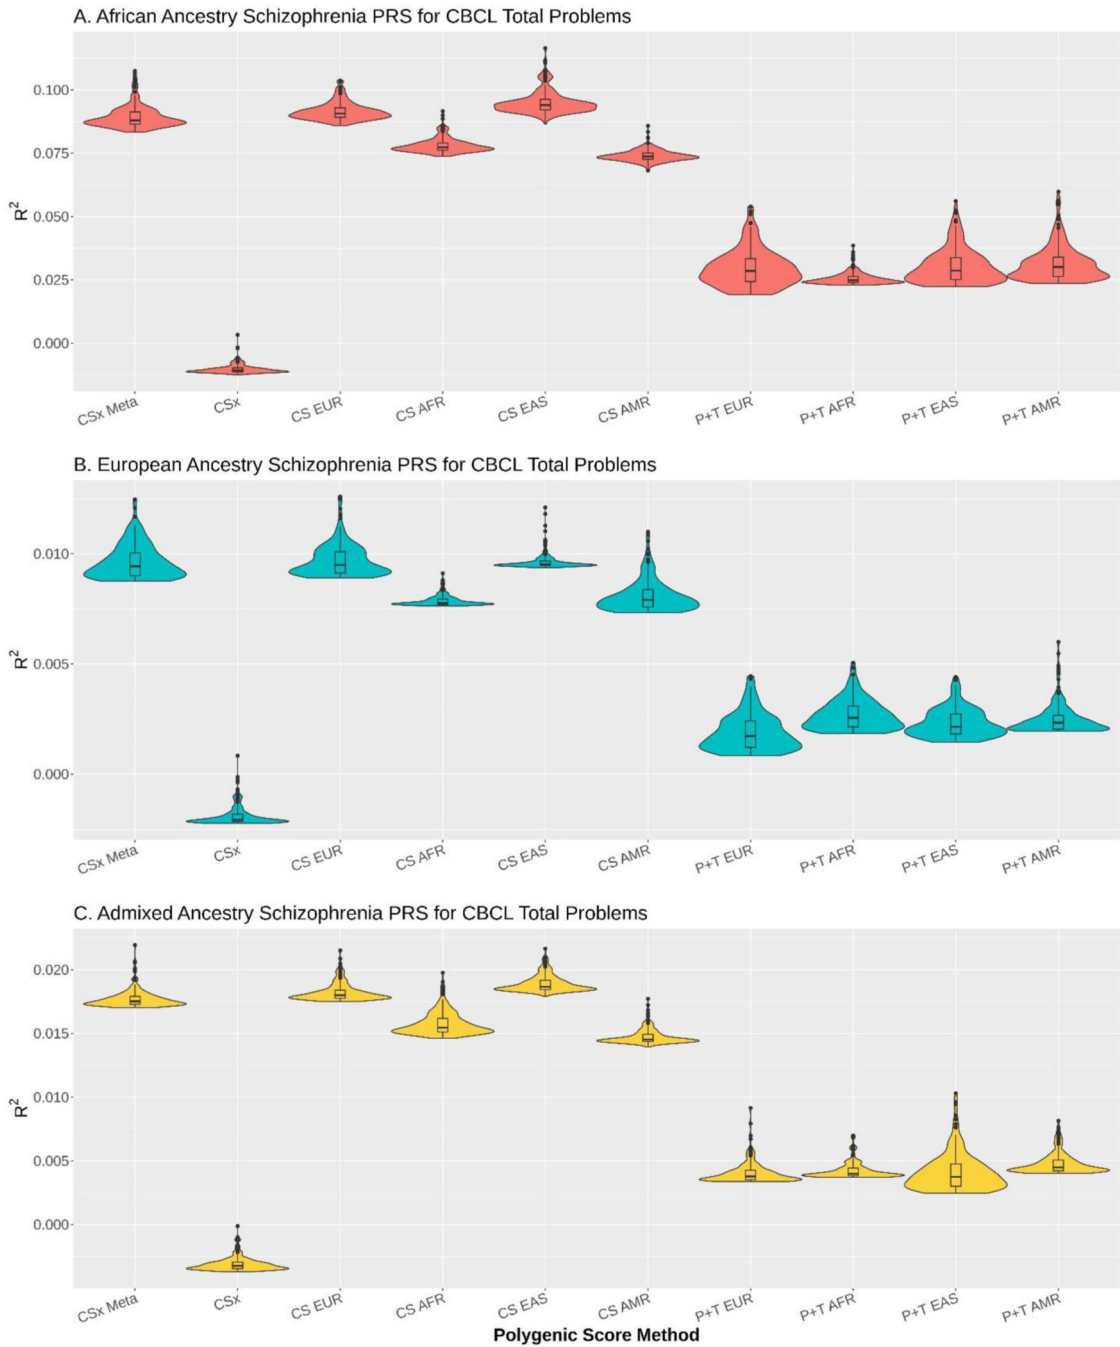 A. African Ancestry Schizophrenia PRS for CBCL Total Problems
0.100
0.075
0.050
0.025
0.000
R²
CSx Meta CSx CS EUR CS AFR CS EAS CS AMR P+T EUR P+T AFR P+T EAS P+T AMR
B. European Ancestry Schizophrenia PRS for CBCL Total Problems
0.010
0.005
0.000
R²
CSx Meta CSx CS EUR CS AFR CS EAS CS AMR P+T EUR P+T AFR P+T EAS P+T AMR
C. Admixed Ancestry Schizophrenia PRS for CBCL Total Problems
0.020
0.015
0.010
0.005
0.000
R²
CSx Meta CSx CS EUR CS AFR CS EAS CS AMR P+T EUR P+T AFR P+T EAS P+T AMR
Polygenic Score Method